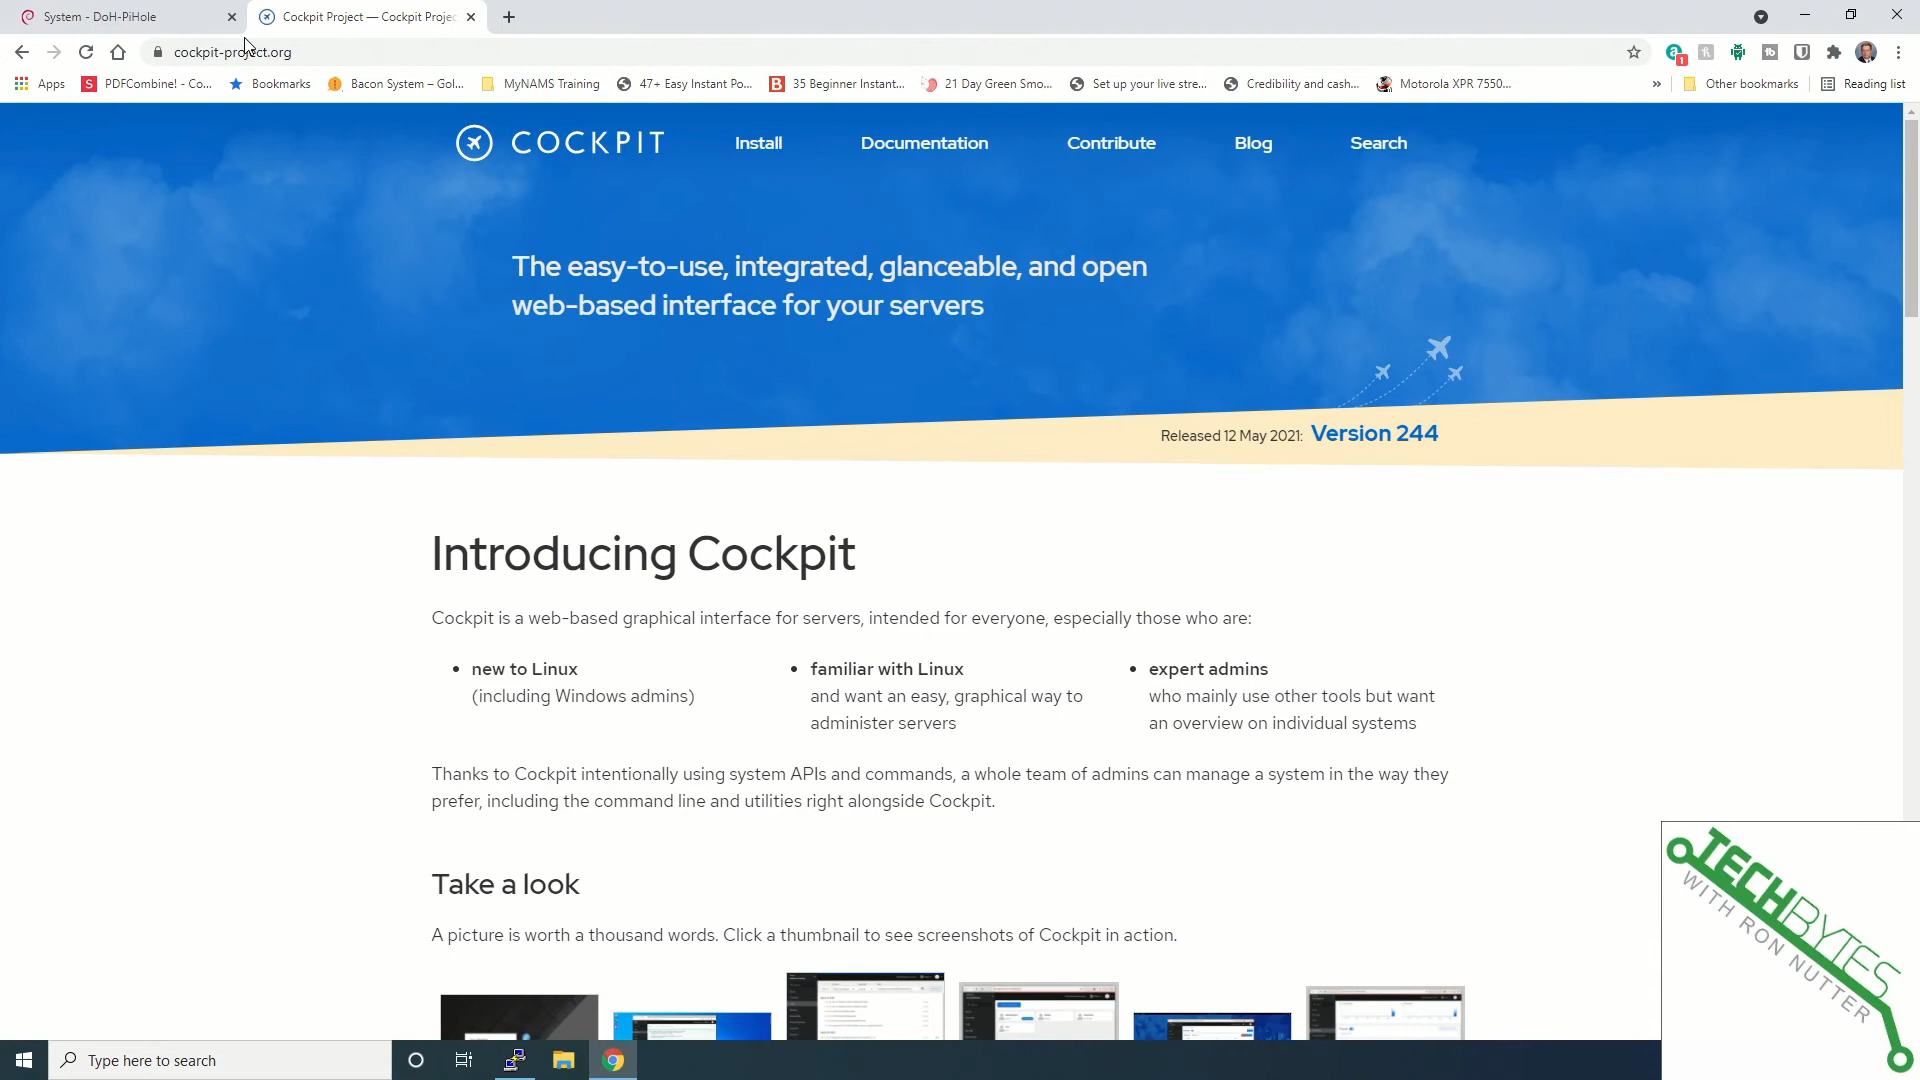 System - DoH-PiHole
Cockpit Project — Cockpit Projec
cockpit-project.org
1
Apps
PDFCombine! - Co...
Bookmarks
Bacon System – Gol...
MyNAMS Training
47+ Easy Instant Po...
35 Beginner Instant...
21 Day Green Smo...
Set up your live stre...
Credibility and cash...
Motorola XPR 7550...
»
Other bookmarks
Reading list
COCKPIT
Install
Documentation
Contribute
Blog
Search
The easy-to-use, integrated, glanceable, and open
web-based interface for your servers
Released 12 May 2021: Version 244
Introducing Cockpit
Cockpit is a web-based graphical interface for servers, intended for everyone, especially those who are:
• new to Linux
(including Windows admins)
• familiar with Linux
and want an easy, graphical way to
administer servers
• expert admins
who mainly use other tools but want
an overview on individual systems
Thanks to Cockpit intentionally using system APIs and commands, a whole team of admins can manage a system in the way they
prefer, including the command line and utilities right alongside Cockpit.
Take a look
A picture is worth a thousand words. Click a thumbnail to see screenshots of Cockpit in action.
TECHBYTES
WITH RON NUTTER
Type here to search